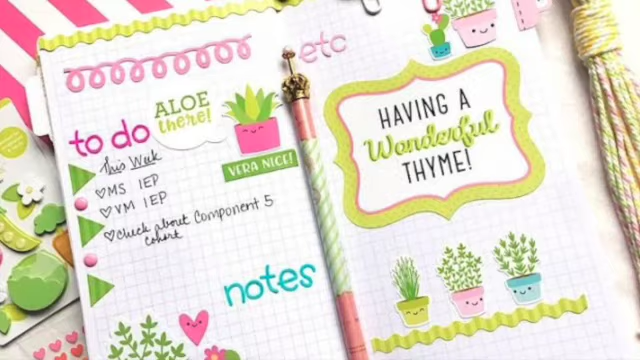 etc
to do
ALOE
there!
This Week
♡MS IEP
♡VM IEP
♡check about Component 5
cohort
VERA NICE!
notes
HAVING A
Wonderful
THYME!